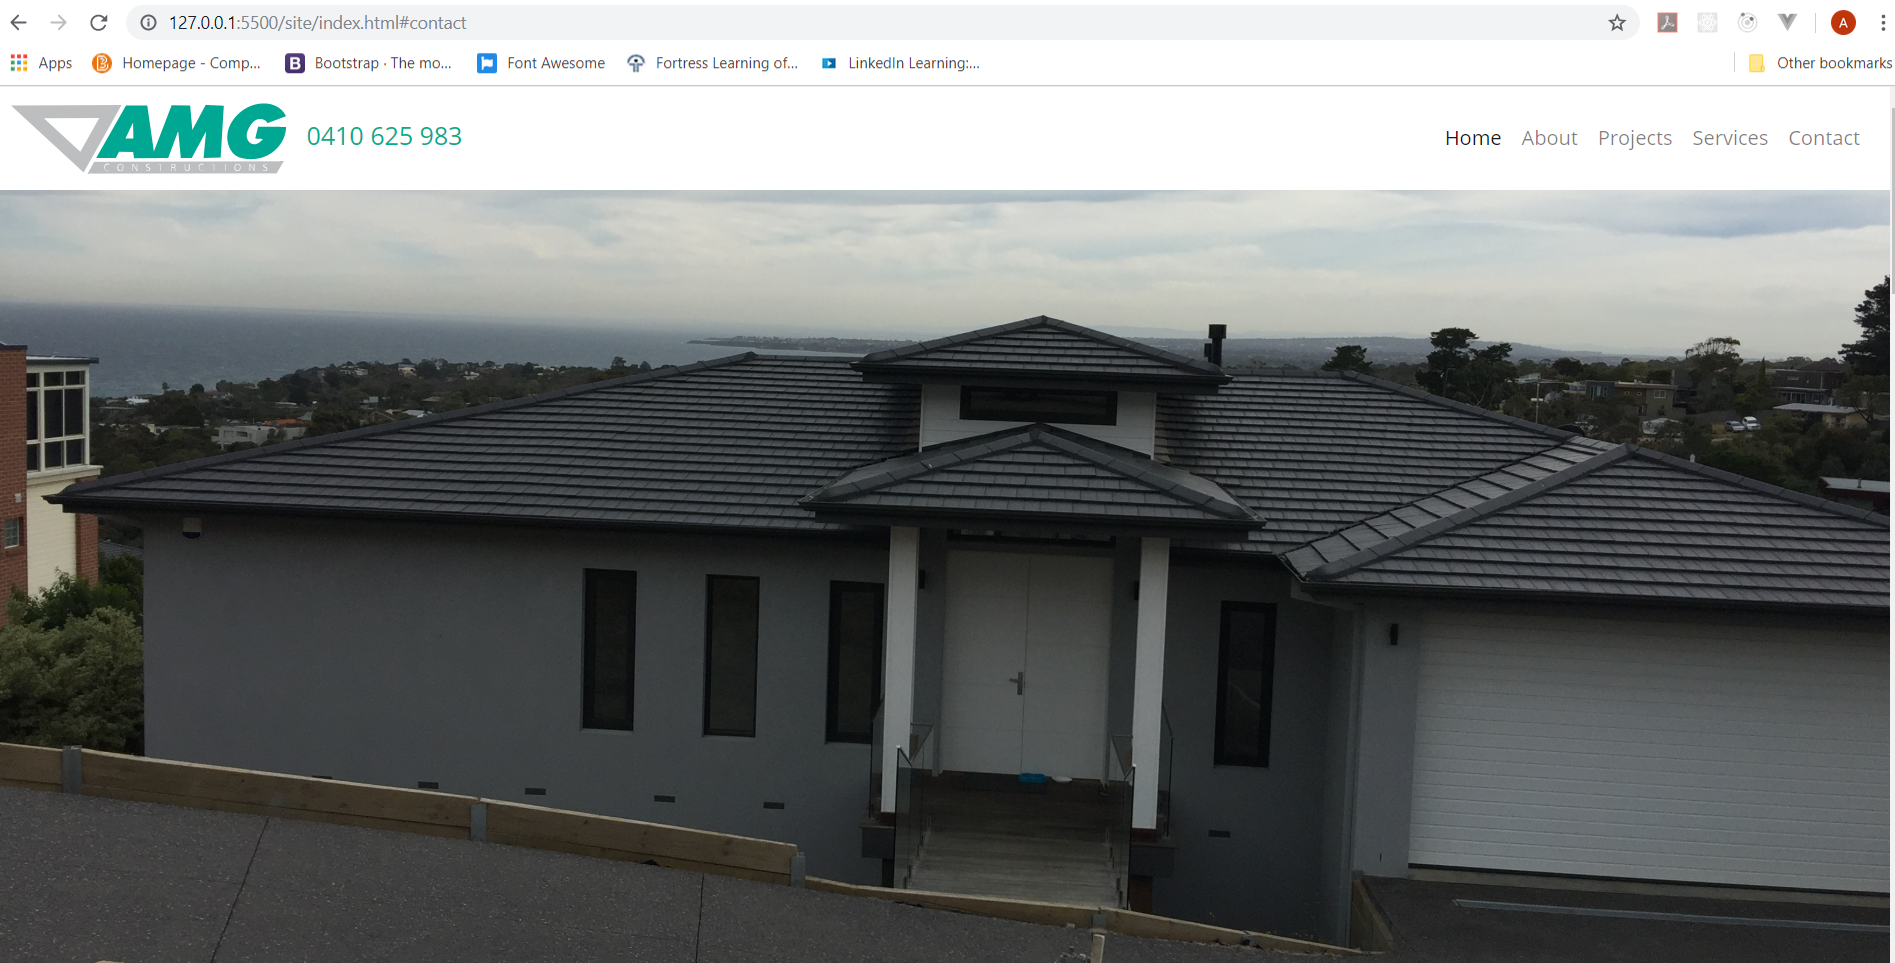 127.0.0.1:5500/site/index.html#contact
A
Apps
Homepage - Comp...
Bootstrap · The mo...
Font Awesome
Fortress Learning of...
LinkedIn Learning:...
Other bookmarks
AMG
CONSTRUCTIONS
0410 625 983
Home
About
Projects
Services
Contact